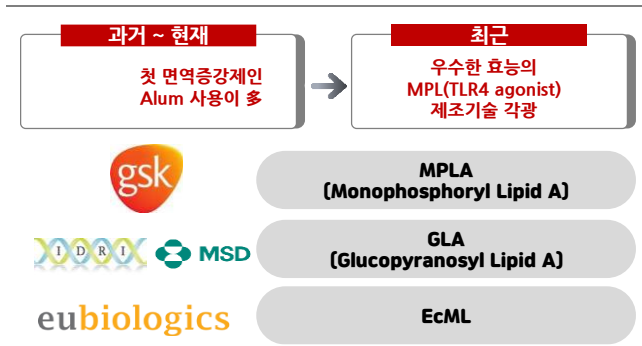 과거 ~ 현재
첫 면역증강제인
Alum 사용이 多
최근
우수한 효능의
MPL(TLR4 agonist)
제조기술 각광
gsk
MPLA
(Monophosphoryl Lipid A)
IDRI
MSD
GLA
(Glucopyranosyl Lipid A)
eubiologics
EcML